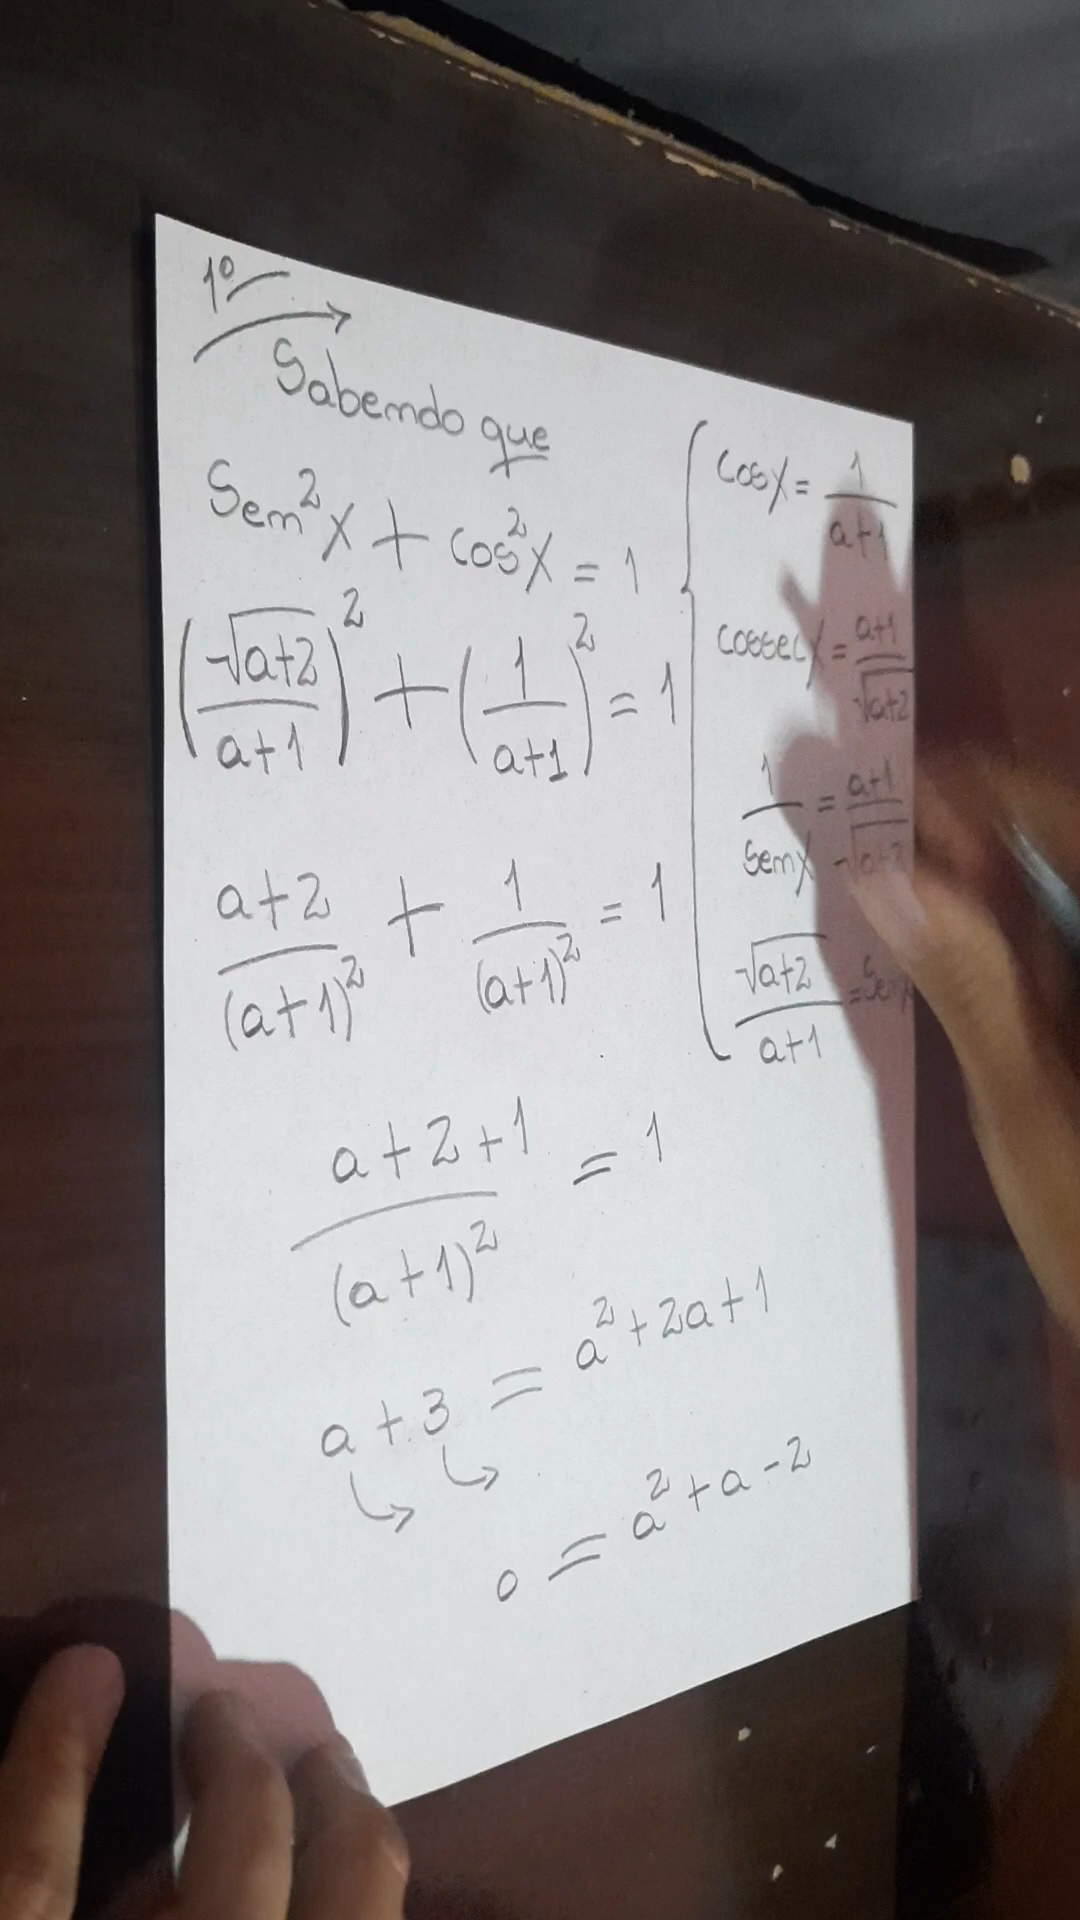 1º
Sabendo que
Sen²x + cos²x = 1
(√(a+2)/(a+1))² + (1/(a+1))² = 1
(a+2)/(a+1)² + 1/(a+1)² = 1
(a+2+1)/(a+1)² = 1
a + 3 = a² + 2a + 1
0 = a² + a - 2
cosx = 1/(a+1)
cossecx = (a+1)/√(a+2)
1/senx = (a+1)/√(a+2)
√(a+2)/(a+1) = Senx